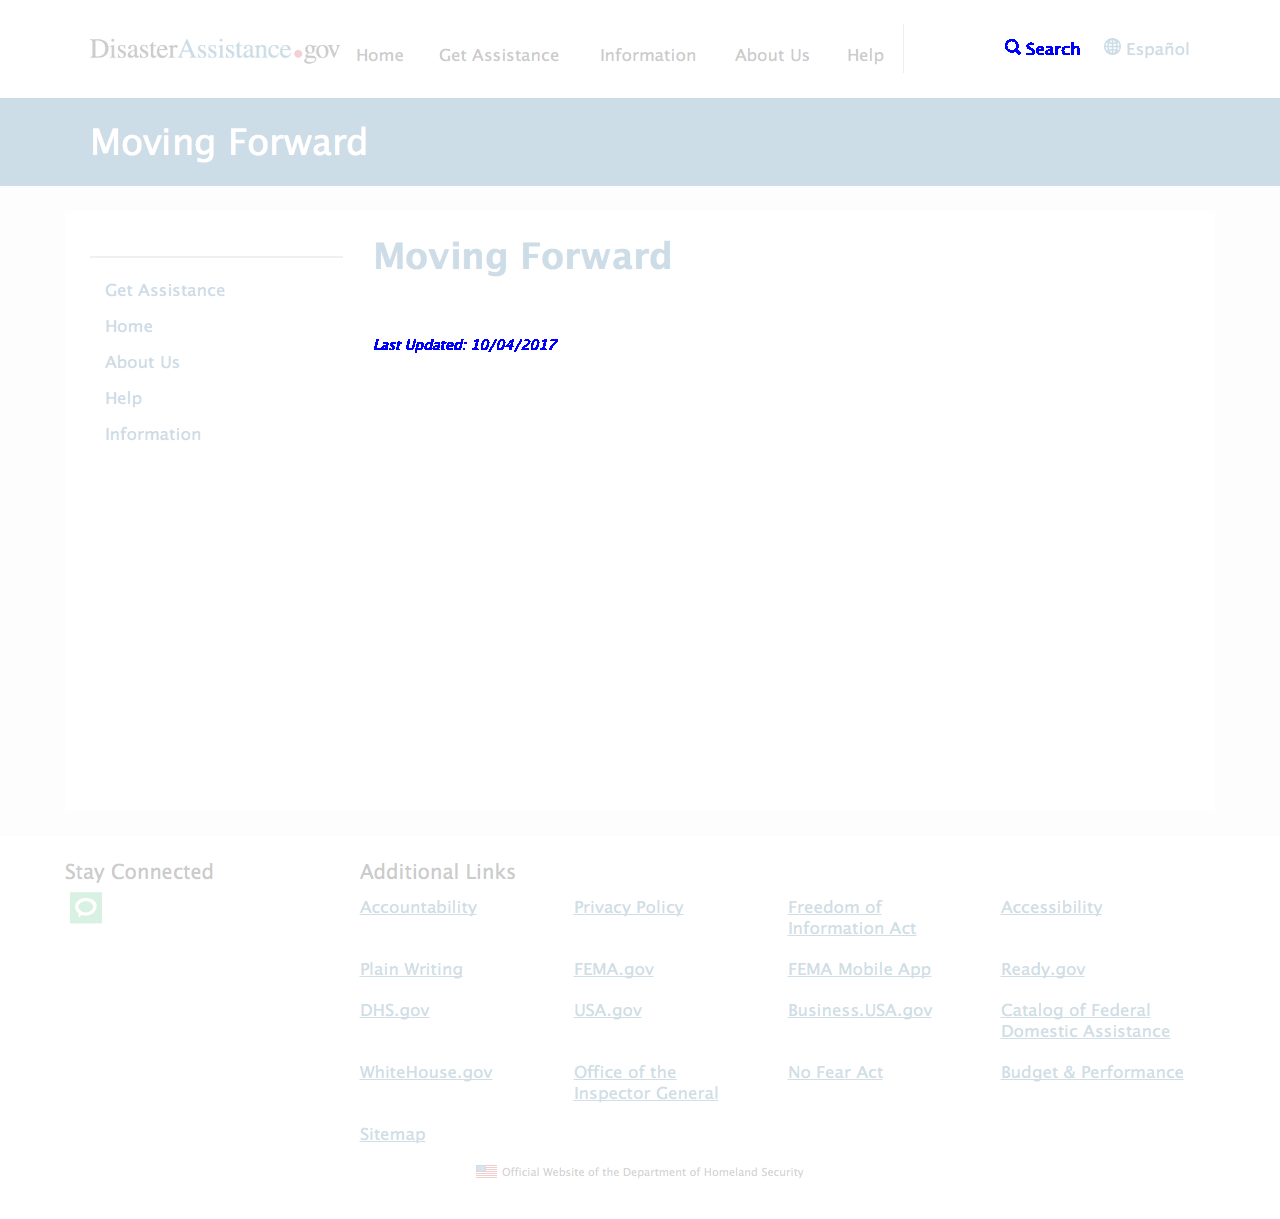 DisasterAssistance.gov Home Get Assistance Information About Us Help Search Español
Moving Forward
Moving Forward
Get Assistance
Home
About Us
Help
Information
Last Updated: 10/04/2017
Stay Connected
Additional Links
Accountability Privacy Policy Freedom of Accessibility
Information Act
Plain Writing FEMA.gov FEMA Mobile App Ready.gov
DHS.gov USA.gov Business.USA.gov Catalog of Federal
Domestic Assistance
WhiteHouse.gov Office of the No Fear Act Budget & Performance
Inspector General
Sitemap
Official Website of the Department of Homeland Security